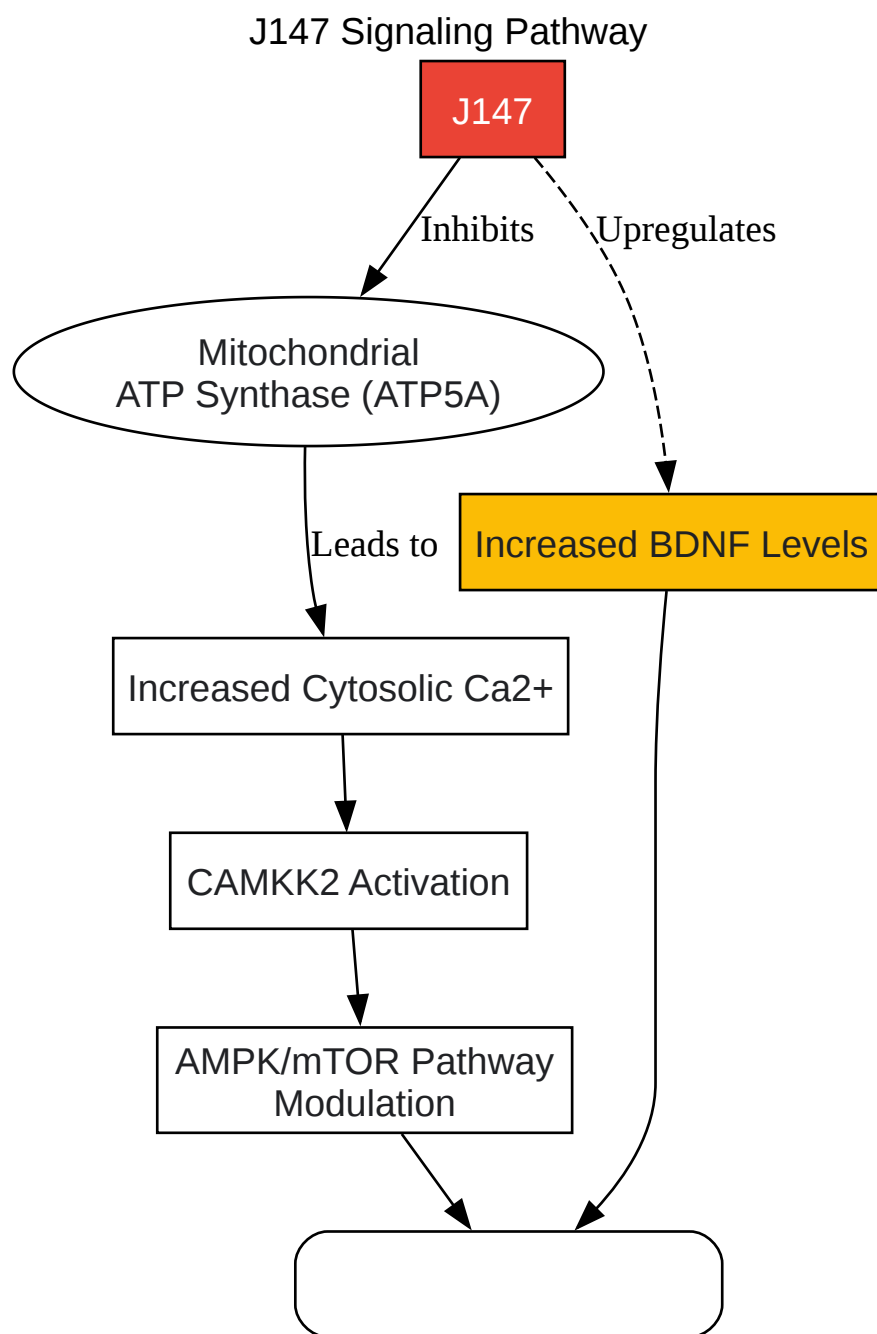 J147 Signaling Pathway
J147
Inhibits
Upregulates
Mitochondrial
ATP Synthase (ATP5A)
Leads to
Increased BDNF Levels
Increased Cytosolic Ca2+
CAMKK2 Activation
AMPK/mTOR Pathway
Modulation